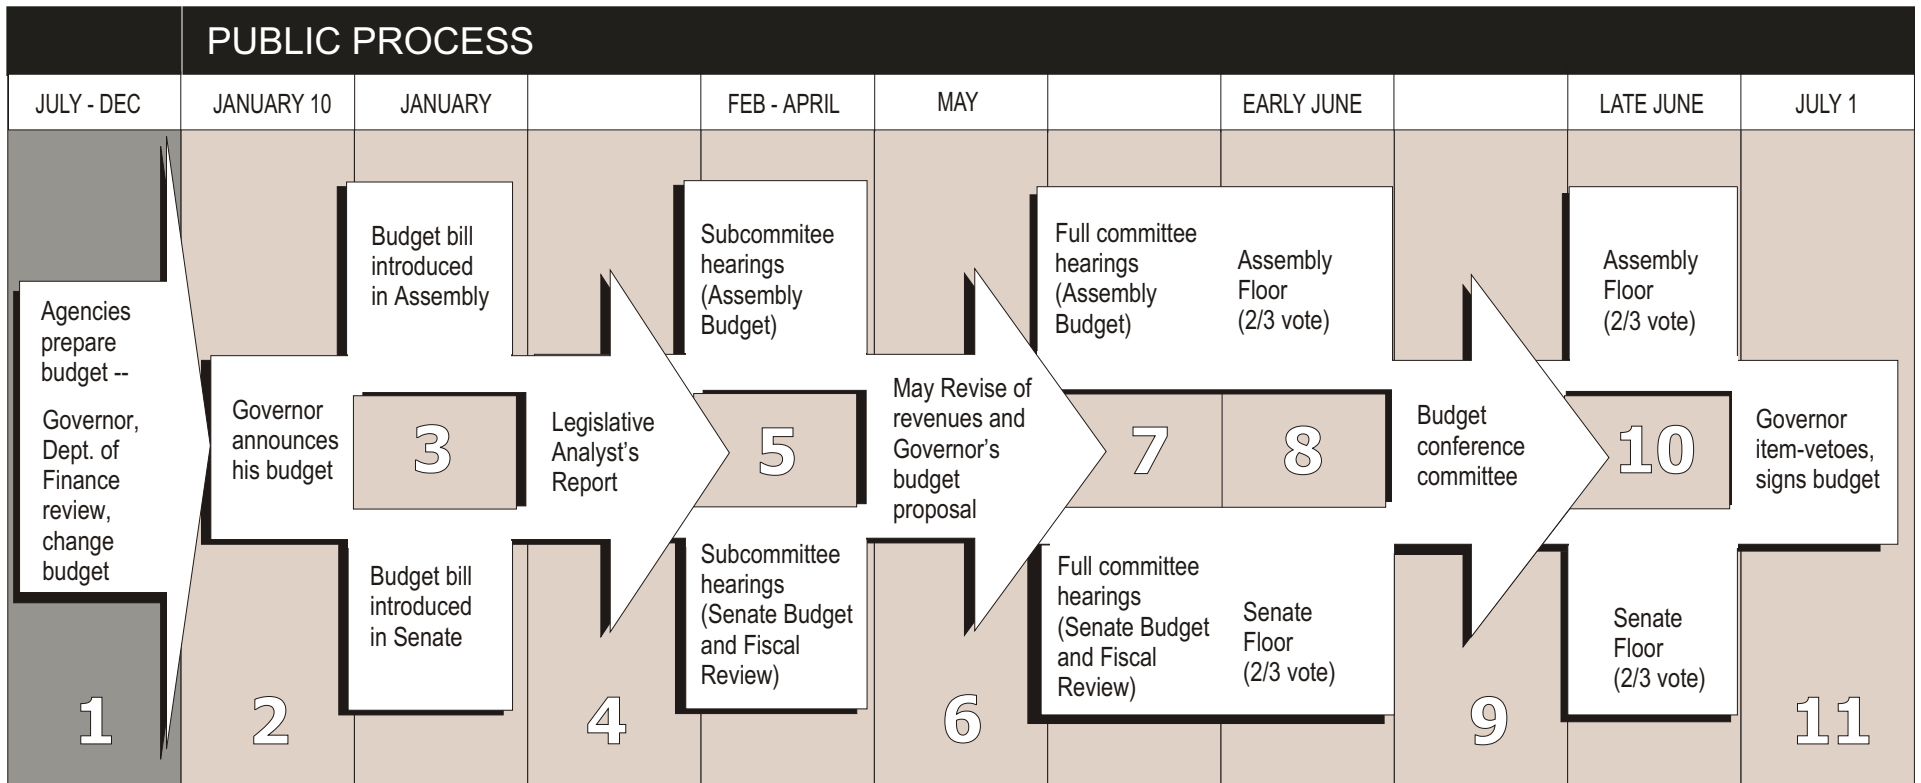 PUBLIC PROCESS
JULY - DEC
JANUARY 10
JANUARY
FEB - APRIL
MAY
EARLY JUNE
LATE JUNE
JULY 1
Agencies
prepare
budget --
Governor,
Dept. of
Finance
review,
change
budget
1
Governor
announces
his budget
2
Budget bill
introduced
in Assembly
3
Budget bill
introduced
in Senate
Legislative
Analyst’s
Report
4
Subcommitee
hearings
(Assembly
Budget)
5
Subcommittee
hearings
(Senate Budget
and Fiscal
Review)
May Revise of
revenues and
Governor’s
budget
proposal
6
Full committee
hearings
(Assembly
Budget)
7
Full committee
hearings
(Senate Budget
and Fiscal
Review)
Assembly
Floor
(2/3 vote)
8
Senate
Floor
(2/3 vote)
Budget
conference
committee
9
Assembly
Floor
(2/3 vote)
10
Senate
Floor
(2/3 vote)
Governor
item-vetoes,
signs budget
11